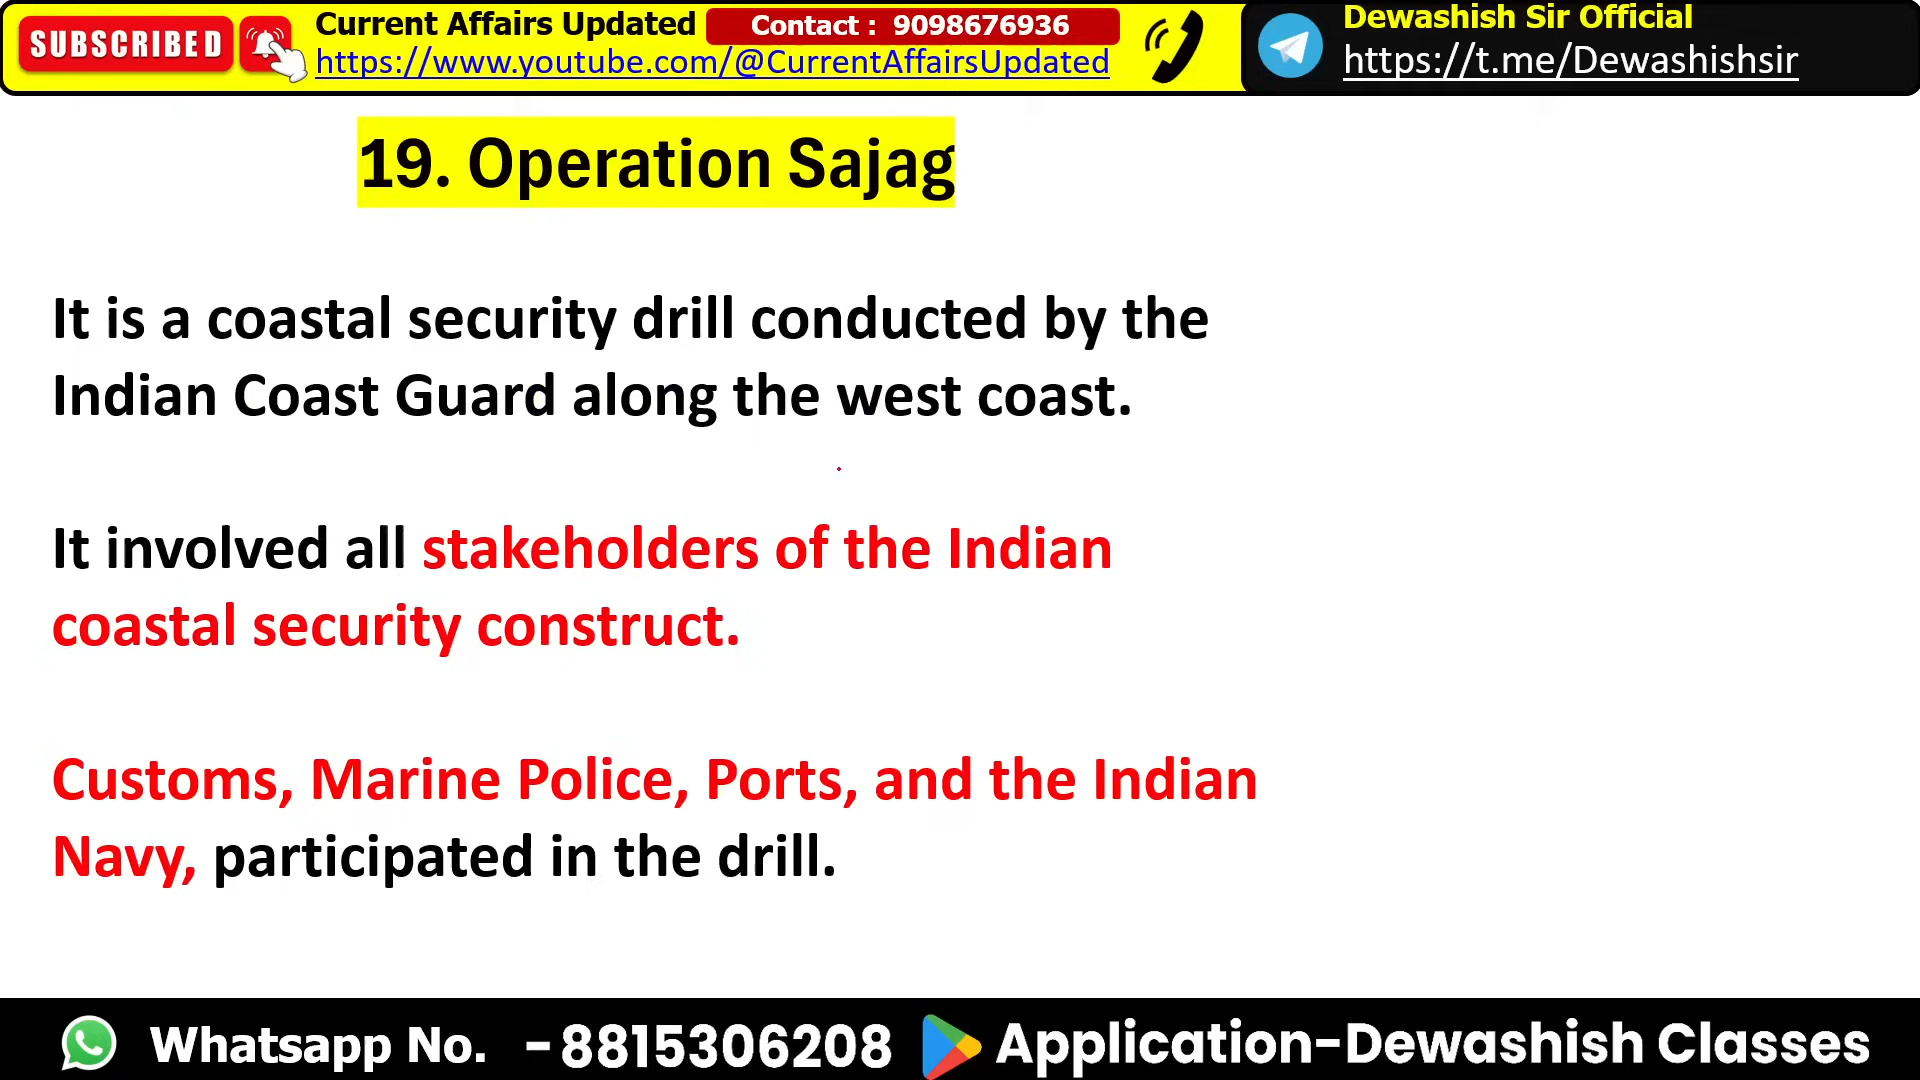 SUBSCRIBED
Current Affairs Updated
Contact : 9098676936
https://www.youtube.com/@CurrentAffairsUpdated
Dewashish Sir Official
https://t.me/Dewashishsir
19. Operation Sajag
It is a coastal security drill conducted by the
Indian Coast Guard along the west coast.
It involved all stakeholders of the Indian
coastal security construct.
Customs, Marine Police, Ports, and the Indian
Navy, participated in the drill.
Whatsapp No. -8815306208
Application-Dewashish Classes